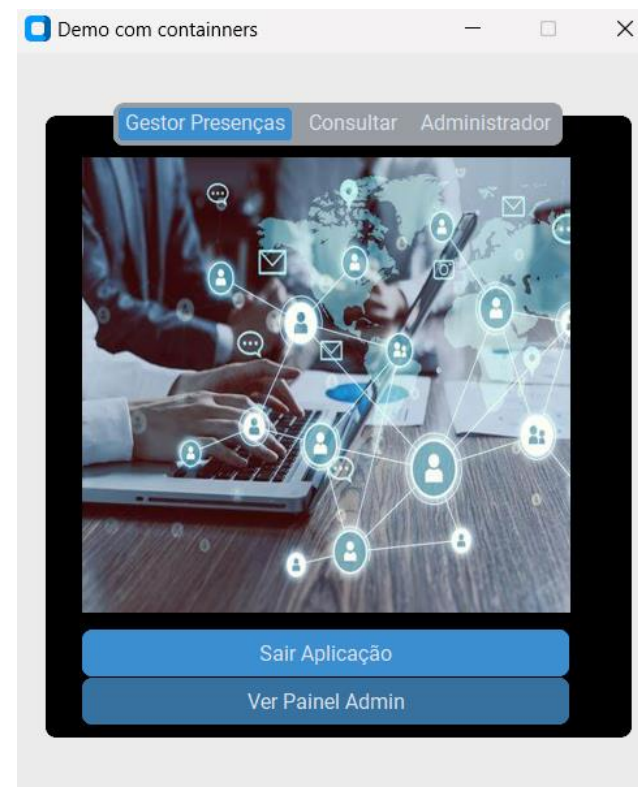 Demo com containners
Gestor Presenças Consultar Administrador
Sair Aplicação
Ver Painel Admin